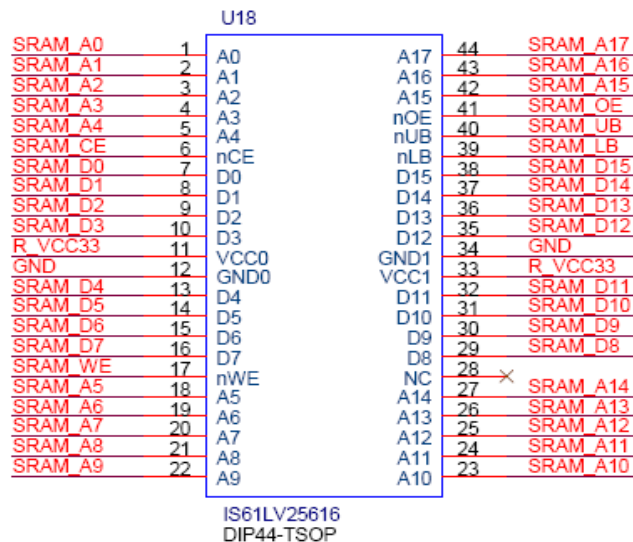 U18
SRAM_A0 1 A0 A17 44 SRAM_A17
SRAM_A1 2 A1 A16 43 SRAM_A16
SRAM_A2 3 A2 A15 42 SRAM_A15
SRAM_A3 4 A3 nOE 41 SRAM_OE
SRAM_A4 5 A4 nUB 40 SRAM_UB
SRAM_CE 6 nCE nLB 39 SRAM_LB
SRAM_D0 7 D0 D15 38 SRAM_D15
SRAM_D1 8 D1 D14 37 SRAM_D14
SRAM_D2 9 D2 D13 36 SRAM_D13
SRAM_D3 10 D3 D12 35 SRAM_D12
R_VCC33 11 VCC0 GND1 34 GND
GND 12 GND0 VCC1 33 R_VCC33
SRAM_D4 13 D4 D11 32 SRAM_D11
SRAM_D5 14 D5 D10 31 SRAM_D10
SRAM_D6 15 D6 D9 30 SRAM_D9
SRAM_D7 16 D7 D8 29 SRAM_D8
SRAM_WE 17 nWE NC 28
SRAM_A5 18 A5 A14 27 SRAM_A14
SRAM_A6 19 A6 A13 26 SRAM_A13
SRAM_A7 20 A7 A12 25 SRAM_A12
SRAM_A8 21 A8 A11 24 SRAM_A11
SRAM_A9 22 A9 A10 23 SRAM_A10
IS61LV25616
DIP44-TSOP